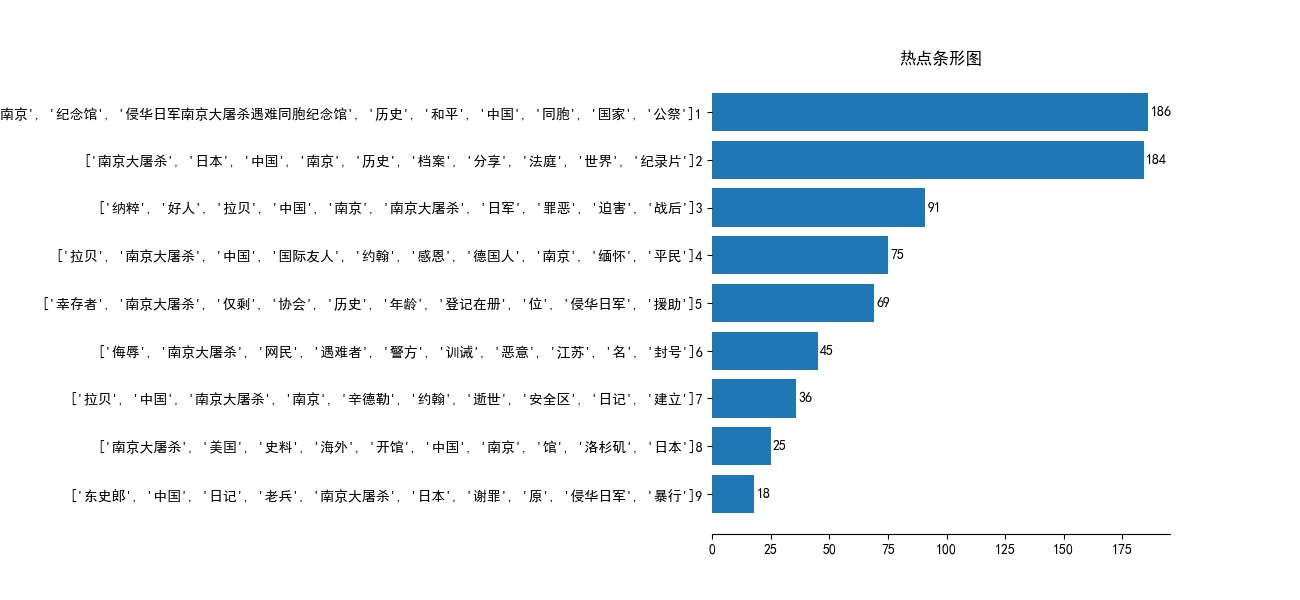 热点条形图
南京', '纪念馆', '侵华日军南京大屠杀遇难同胞纪念馆', '历史', '和平', '中国', '同胞', '国家', '公祭']1 186
['南京大屠杀', '日本', '中国', '南京', '历史', '档案', '分享', '法庭', '世界', '纪录片']2 184
['纳粹', '好人', '拉贝', '中国', '南京', '南京大屠杀', '日军', '罪恶', '迫害', '战后']3 91
['拉贝', '南京大屠杀', '中国', '国际友人', '约翰', '感恩', '德国人', '南京', '缅怀', '平民']4 75
['幸存者', '南京大屠杀', '仅剩', '协会', '历史', '年龄', '登记在册', '位', '侵华日军', '援助']5 69
['侮辱', '南京大屠杀', '网民', '遇难者', '警方', '训诫', '恶意', '江苏', '名', '封号']6 45
['拉贝', '中国', '南京大屠杀', '南京', '辛德勒', '约翰', '逝世', '安全区', '日记', '建立']7 36
['南京大屠杀', '美国', '史料', '海外', '开馆', '中国', '南京', '馆', '洛杉矶', '日本']8 25
['东史郎', '中国', '日记', '老兵', '南京大屠杀', '日本', '谢罪', '原', '侵华日军', '暴行']9 18
0 25 50 75 100 125 150 175